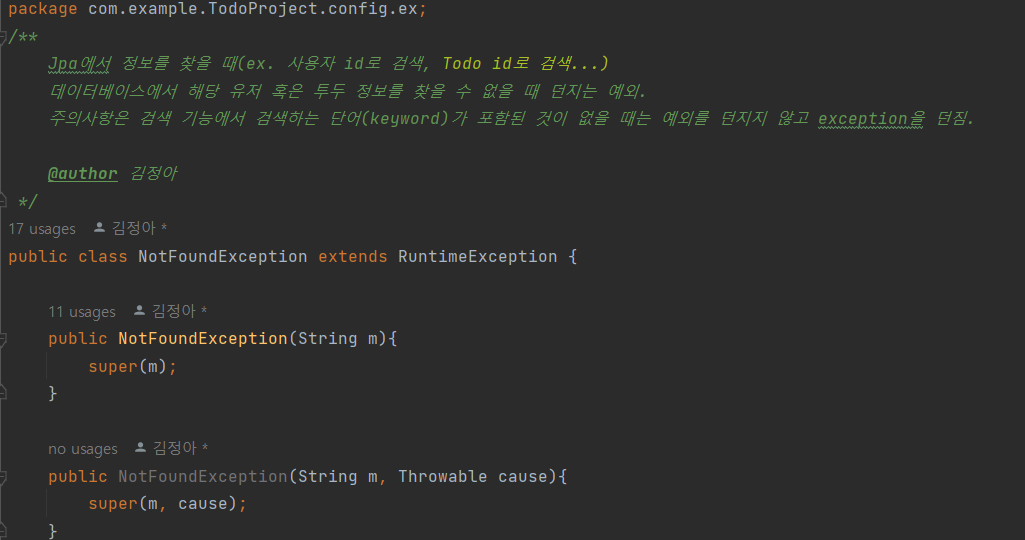 package com.example.TodoProject.config.ex;
/**
Jpa에서 정보를 찾을 때(ex. 사용자 id로 검색, Todo id로 검색...)
데이터베이스에서 해당 유저 혹은 투두 정보를 찾을 수 없을 때 던지는 예외.
주의사항은 검색 기능에서 검색하는 단어(keyword)가 포함된 것이 없을 때는 예외를 던지지 않고 exception을 던짐.
@author 김정아
*/
17 usages 김정아 *
public class NotFoundException extends RuntimeException {
11 usages 김정아 *
public NotFoundException(String m){
super(m);
}
no usages 김정아 *
public NotFoundException(String m, Throwable cause){
super(m, cause);
}